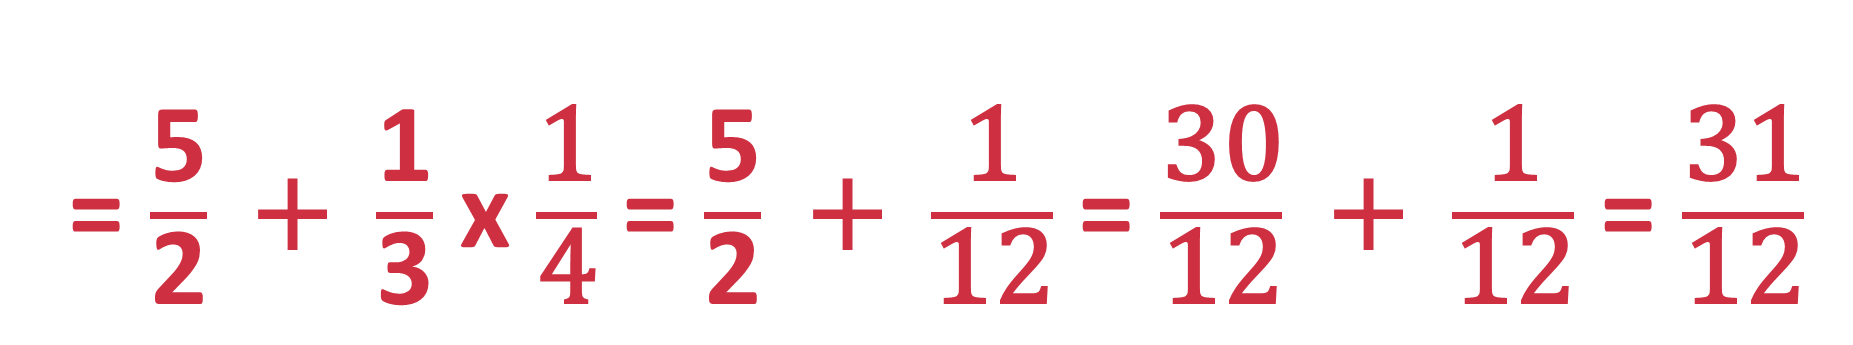 = 5/2 + 1/3 x 1/4 = 5/2 + 1/12 = 30/12 + 1/12 = 31/12